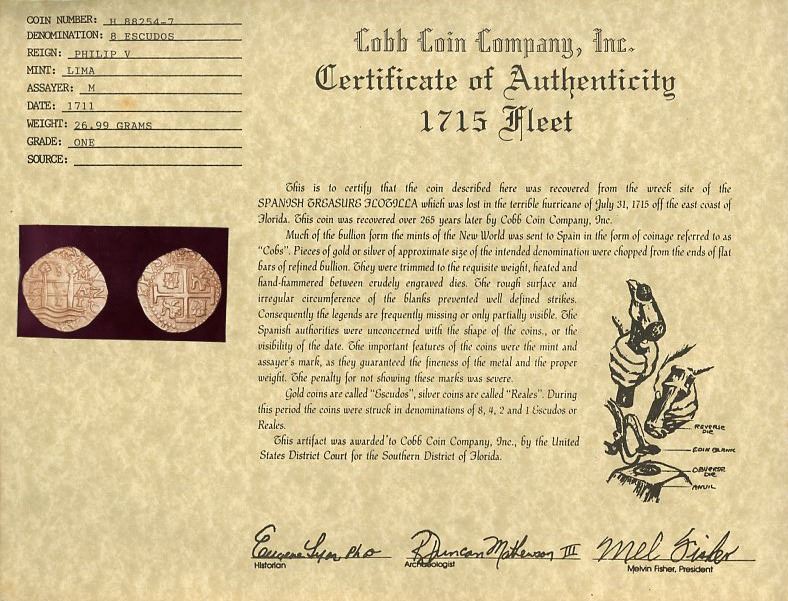 COIN NUMBER: H 88254-7
DENOMINATION: 8 ESCUDOS
REIGN: PHILIP V
MINT: LIMA
ASSAYER: M
DATE: 1711
WEIGHT: 26.99 GRAMS
GRADE: ONE
SOURCE:
Cobb Coin Company, Inc.
Certificate of Authenticity
1715 Fleet
This is to certify that the coin described here was recovered from the wreck site of the
SPANISH TREASURE FLOTILLA which was lost in the terrible hurricane of July 31, 1715 off the east coast of
Florida. This coin was recovered over 265 years later by Cobb Coin Company, Inc.
Much of the bullion form the mints of the New World was sent to Spain in the form of coinage referred to as
"Cobs". Pieces of gold or silver of approximate size of the intended denomination were chopped from the ends of flat
bars of refined bullion. They were trimmed to the requisite weight, heated and
hand-hammered between crudely engraved dies. The rough surface and
irregular circumference of the blanks prevented well defined strikes.
Consequently the legends are frequently missing or only partially visible. The
Spanish authorities were unconcerned with the shape of the coins., or the
visibility of the date. The important features of the coins were the mint and
assayer's mark, as they guaranteed the fineness of the metal and the proper
weight. The penalty for not showing these marks was severe.
Gold coins are called "Escudos", silver coins are called "Reales". During
this period the coins were struck in denominations of 8, 4, 2 and 1 Escudos or
Reales.
This artifact was awarded to Cobb Coin Company, Inc., by the United
States District Court for the Southern District of Florida.
REVERSE
DIE
COIN BLANK
OBVERSE
DIE
ANVIL
Eugene Lyon PhD
Historian
R Duncan Mathewson III
Archaeologist
Mel Fisher
Melvin Fisher, President